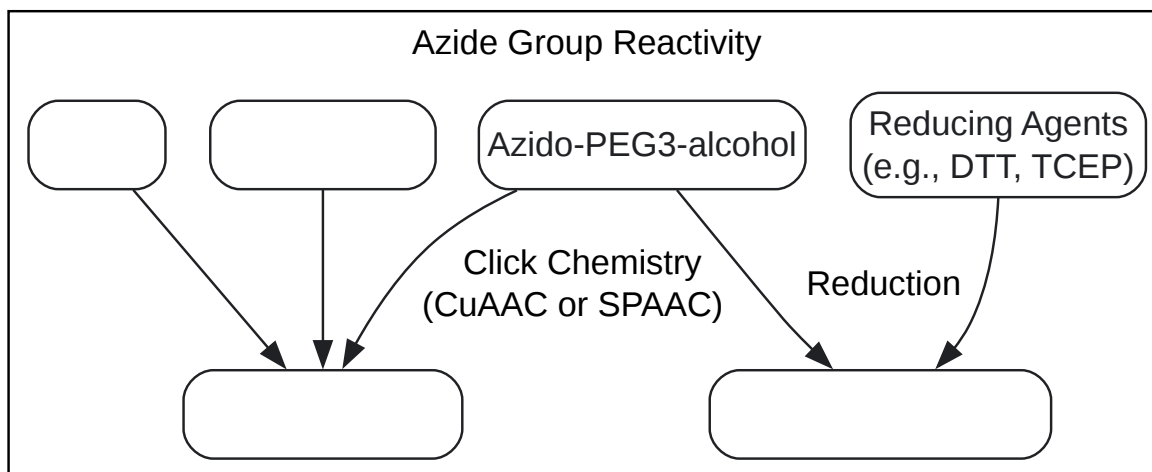 Azide Group Reactivity
Azido-PEG3-alcohol
Reducing Agents
(e.g., DTT, TCEP)
Click Chemistry
(CuAAC or SPAAC)
Reduction